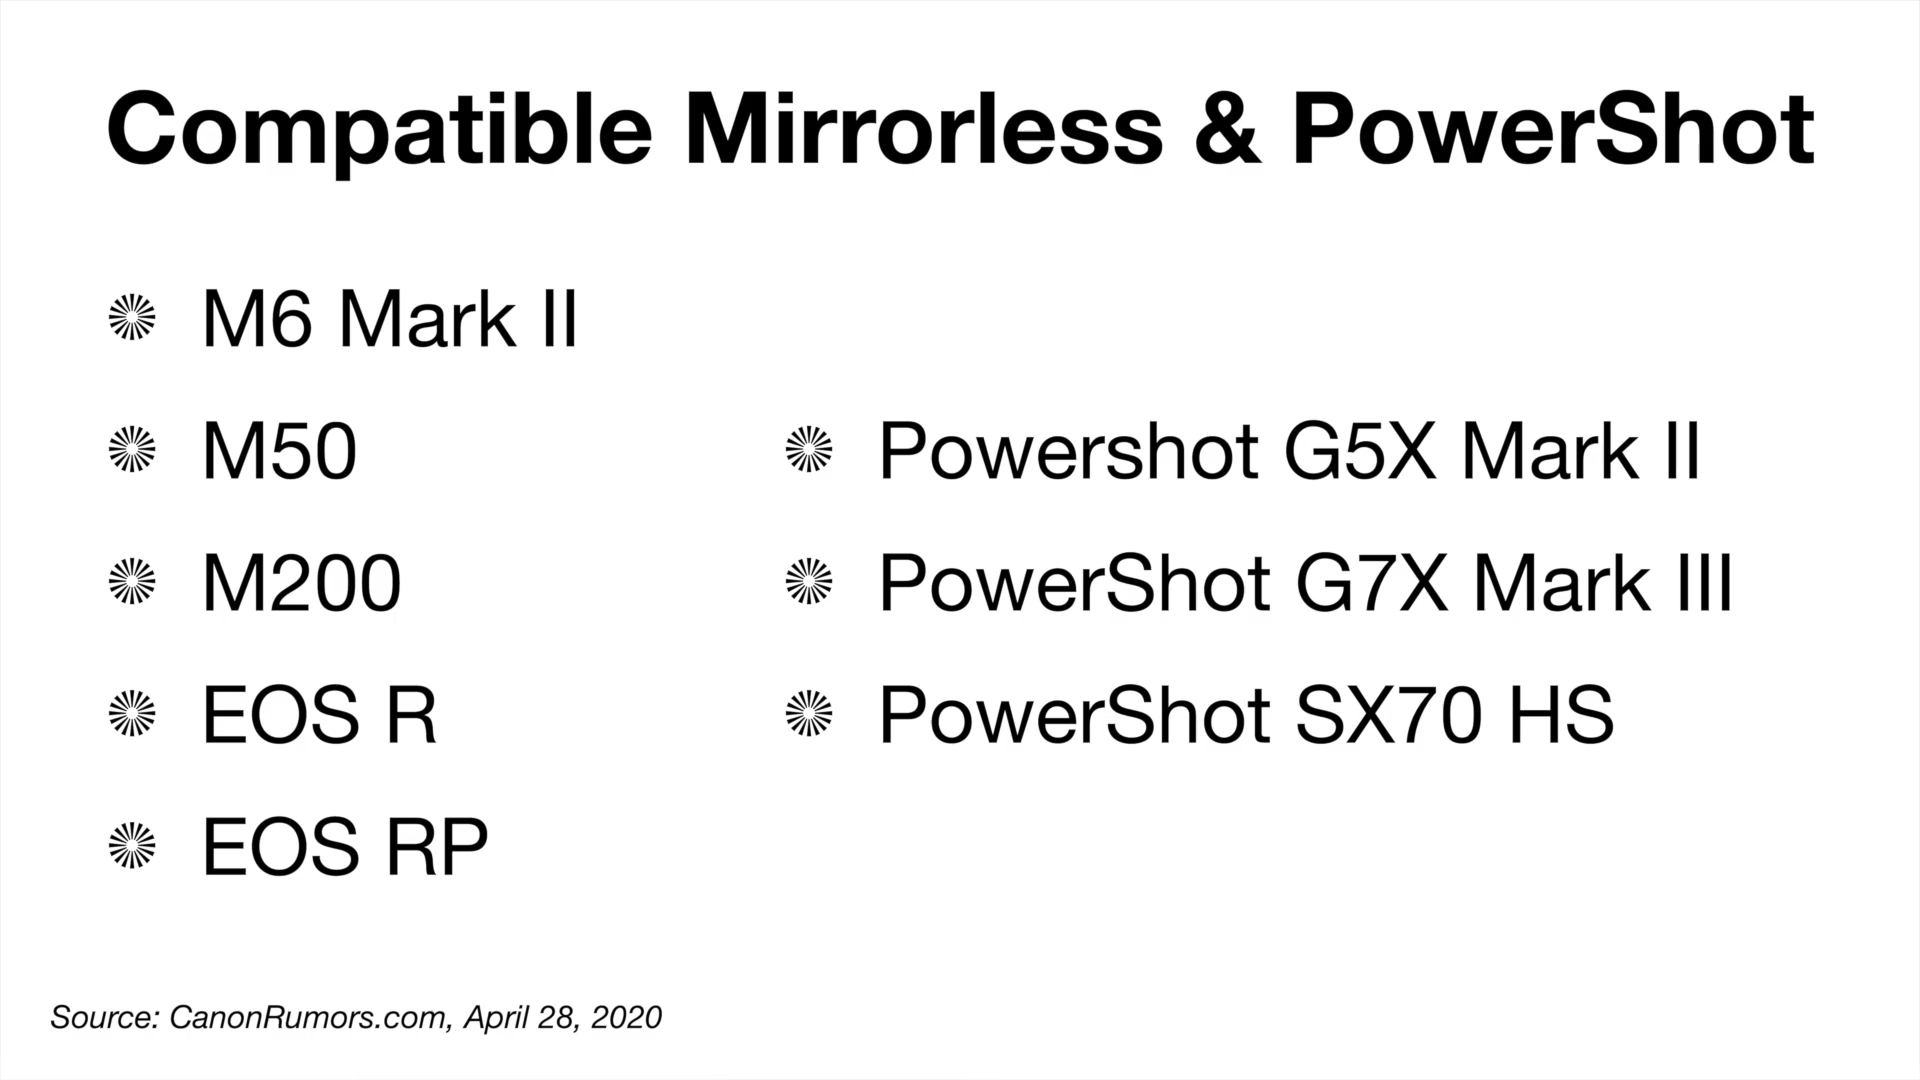 Compatible Mirrorless & PowerShot
M6 Mark II
M50
M200
EOS R
EOS RP
Powershot G5X Mark II
PowerShot G7X Mark III
PowerShot SX70 HS
Source: CanonRumors.com, April 28, 2020